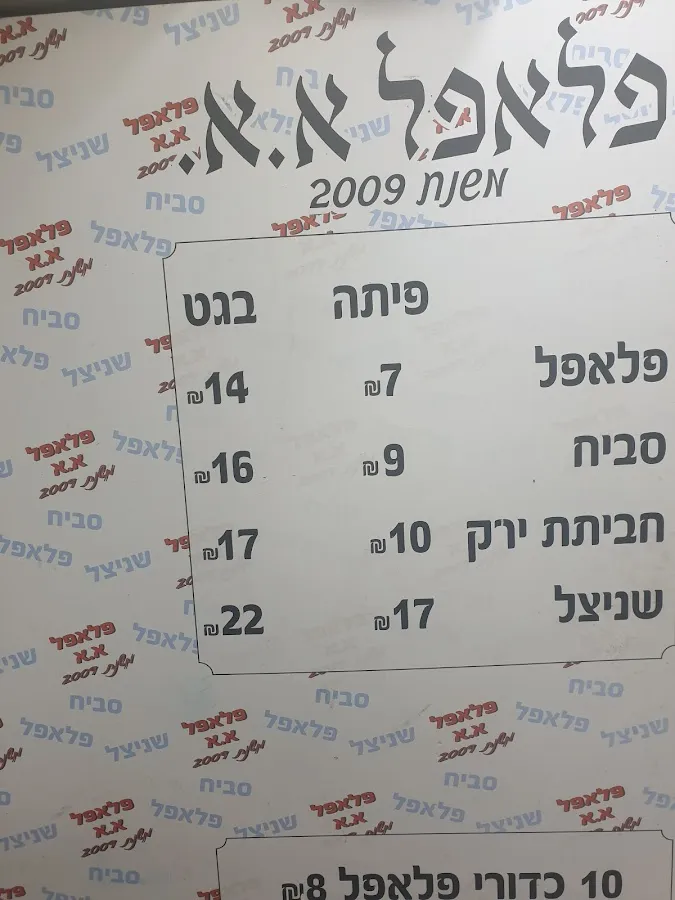 פלאפל א.א.
משנת 2009
פיתה בגט
פלאפל 7₪ 14₪
סביח 9₪ 16₪
חביתת ירק 10₪ 17₪
שניצל 17₪ 22₪
10 כדורי פלאפל 8₪